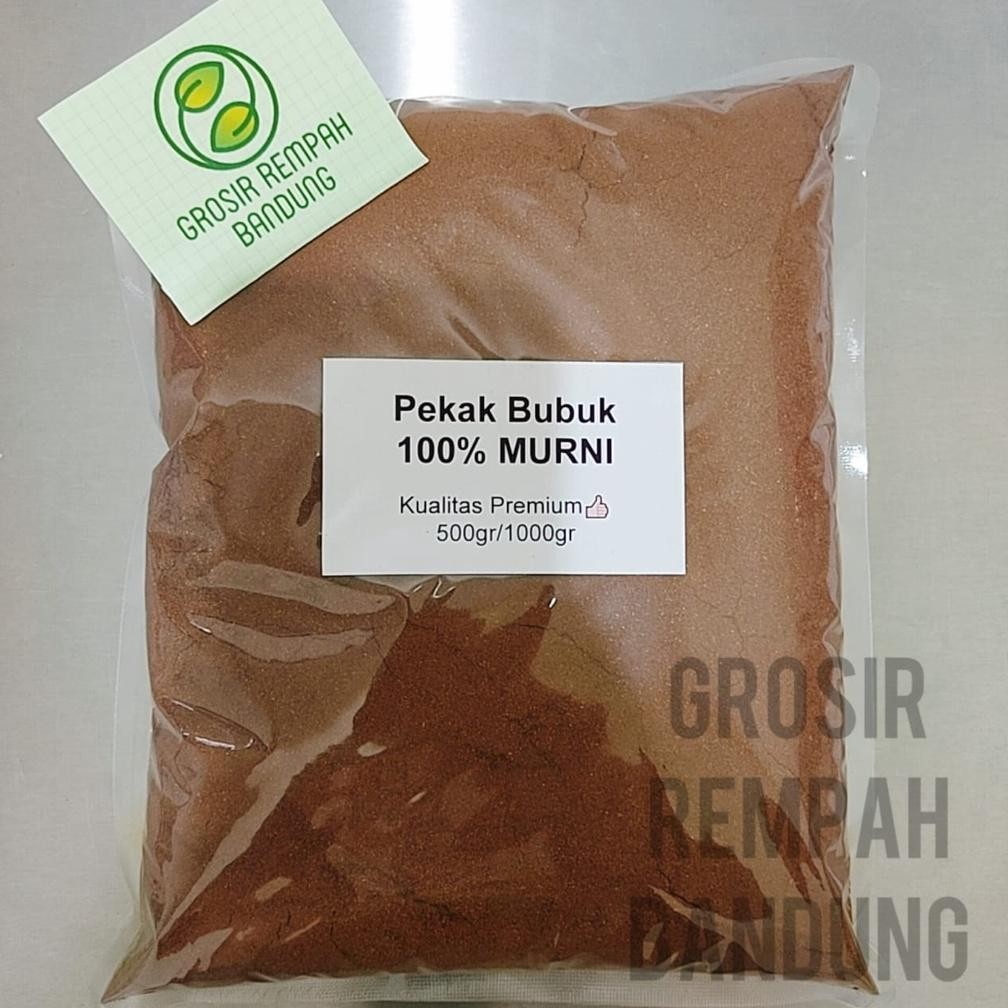 GROSIR REMPAH
BANDUNG
Pekak Bubuk
100% MURNI
Kualitas Premium👍
500gr/1000gr
GROSIR
REMPAH
BANDUNG